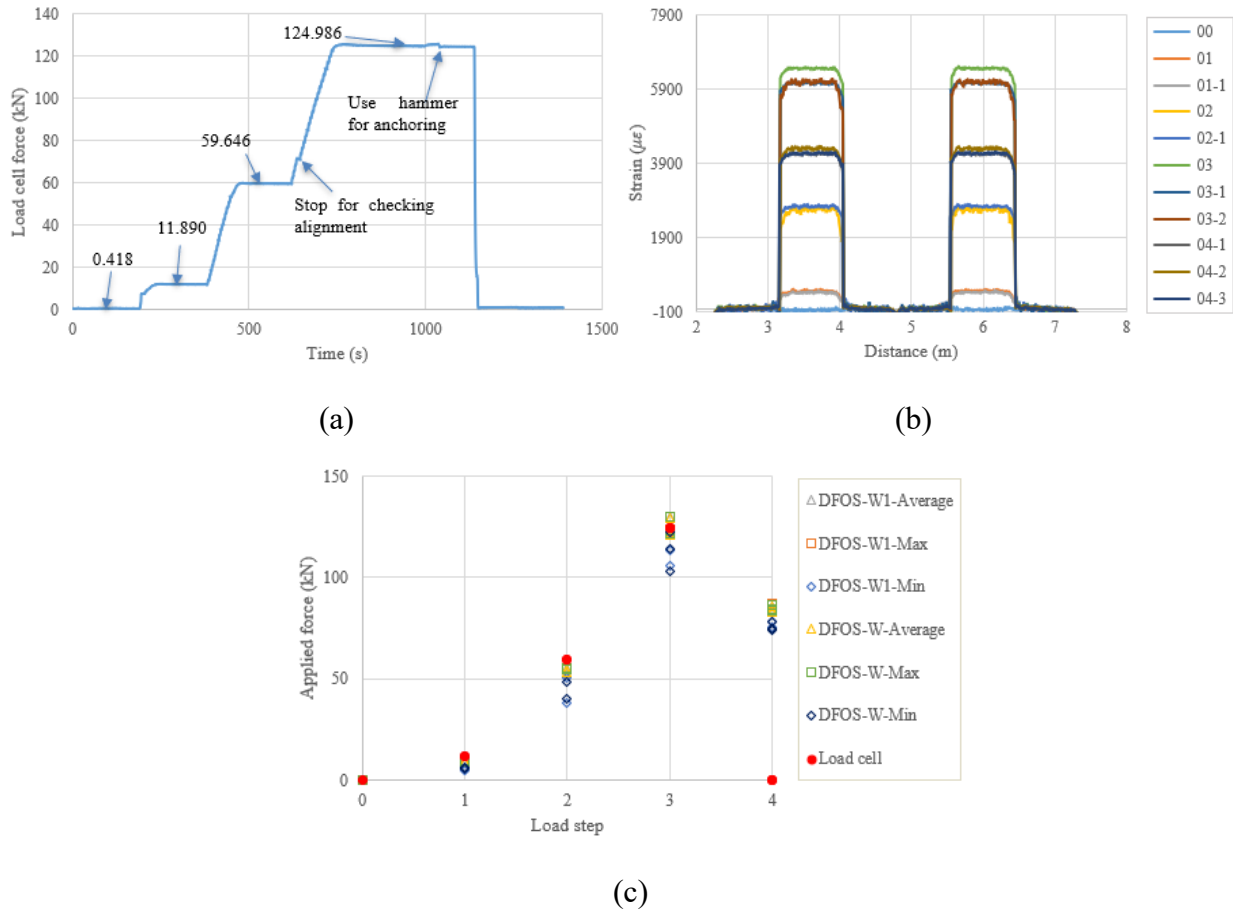 140
120
100
80
60
40
20
0
Load cell force (kN)
0
500
1000
1500
Time (s)
0.418
11.890
59.646
124.986
Use hammer
for anchoring
Stop for checking
alignment
(a)
7900
5900
3900
1900
-100
Strain (με)
2
3
4
5
6
7
8
Distance (m)
00
01
01-1
02
02-1
03
03-1
03-2
04-1
04-2
04-3
(b)
150
100
50
0
Applied force (kN)
0
1
2
3
4
Load step
DFOS-W1-Average
DFOS-W1-Max
DFOS-W1-Min
DFOS-W-Average
DFOS-W-Max
DFOS-W-Min
Load cell
(c)